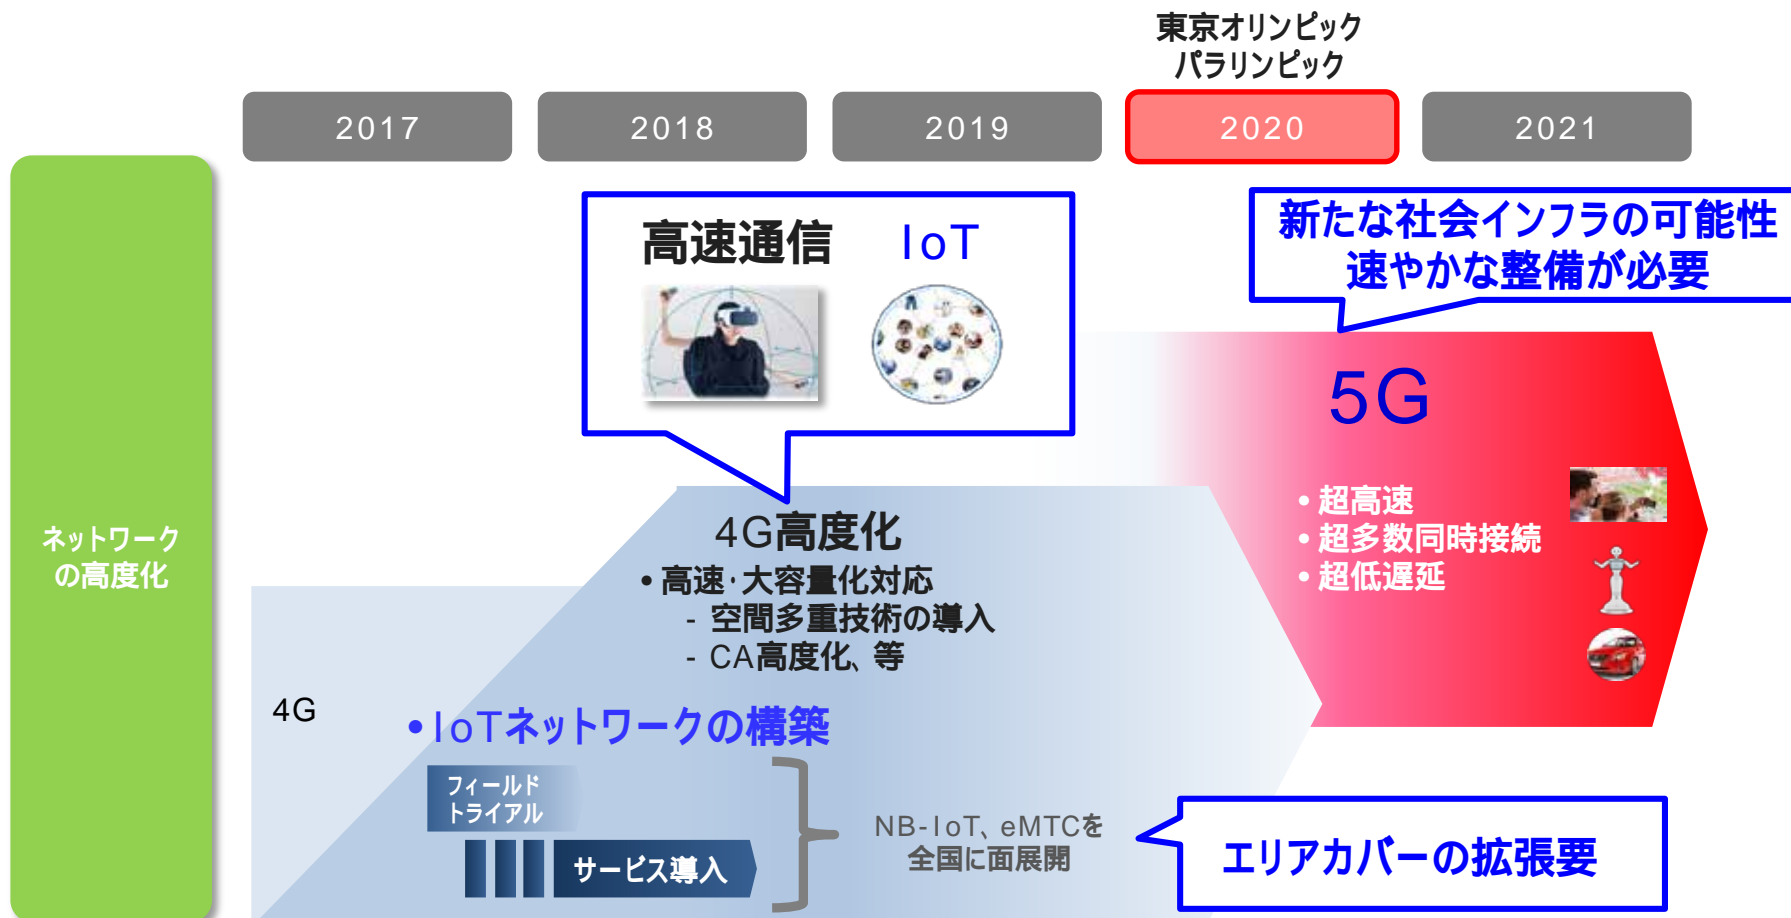 東京オリンピック
パラリンピック
2017
2018
2019
2020
2021
ネットワーク
の高度化
高速通信 IoT
新たな社会インフラの可能性
速やかな整備が必要
5G
• 超高速
• 超多数同時接続
• 超低遅延
4G高度化
• 高速・大容量化対応
- 空間多重技術の導入
- CA高度化、等
4G
• IoTネットワークの構築
フィールド
トライアル
サービス導入
NB-IoT、eMTCを
全国に面展開
エリアカバーの拡張要